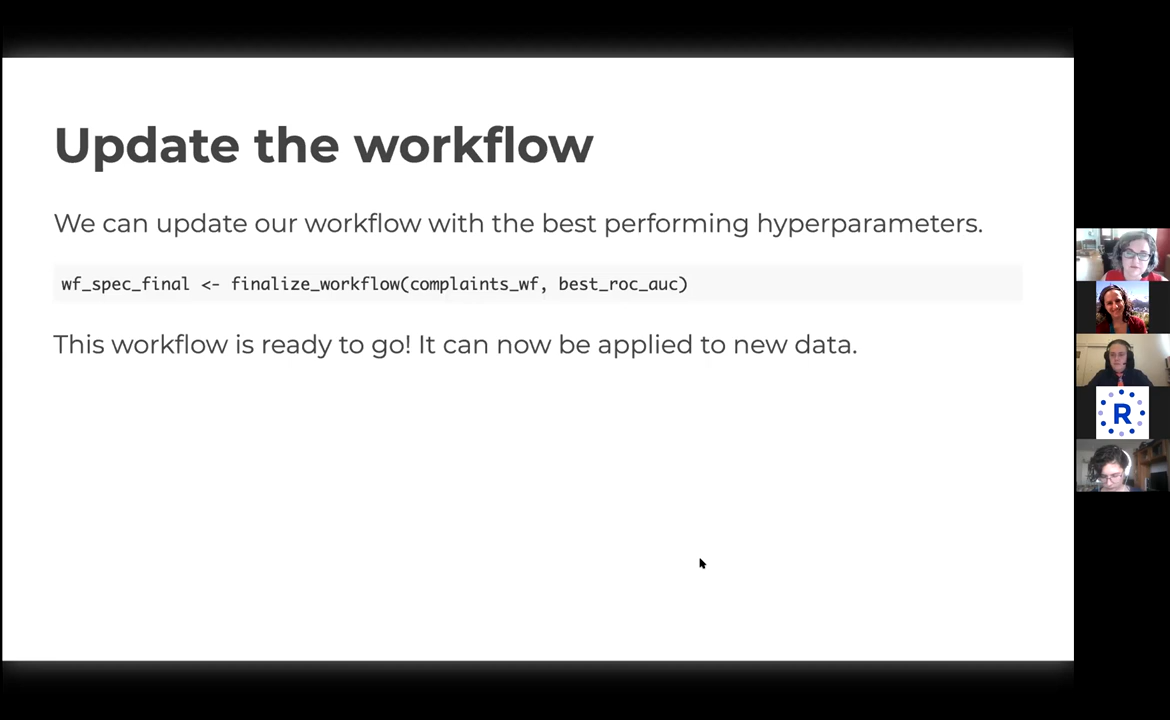 Update the workflow
We can update our workflow with the best performing hyperparameters.
wf_spec_final <- finalize_workflow(complaints_wf, best_roc_auc)
This workflow is ready to go! It can now be applied to new data.
R